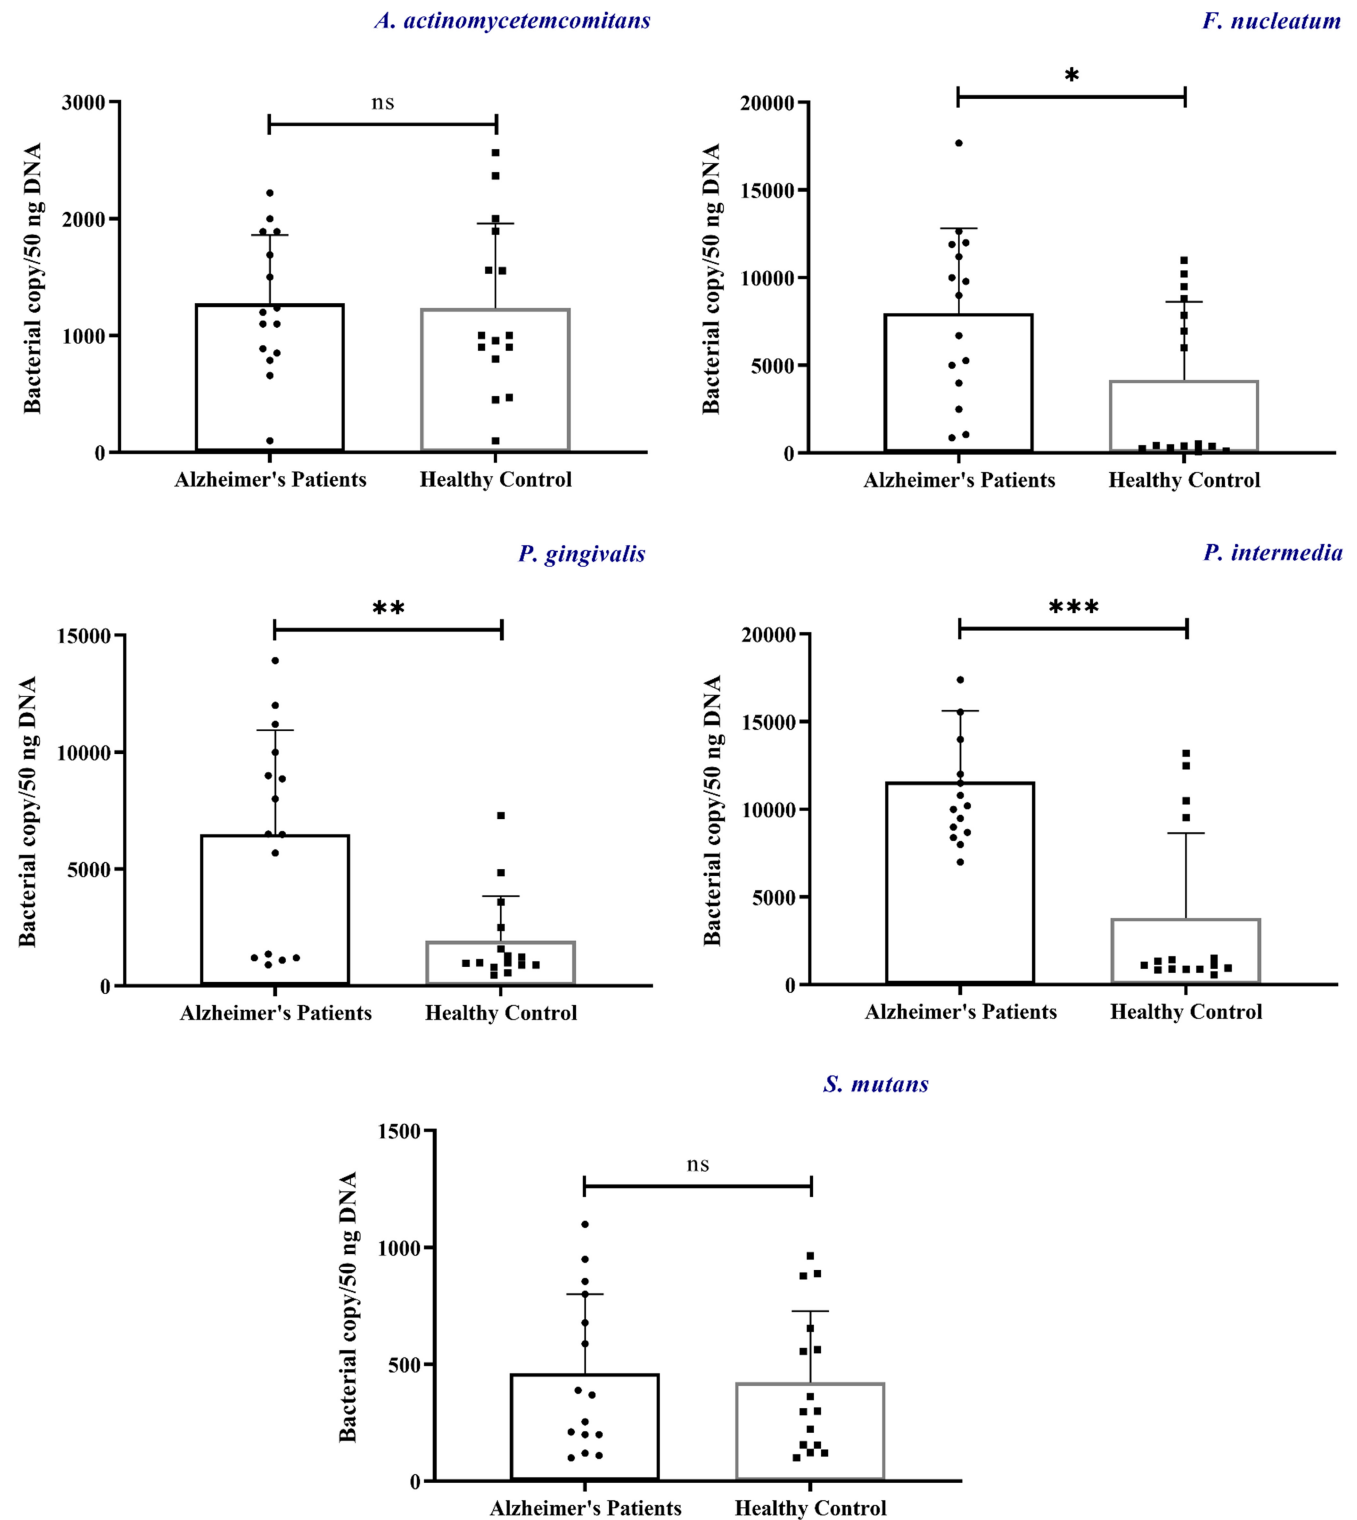 A. actinomycetemcomitans
Bacterial copy/50 ng DNA
3000
2000
1000
0
ns
Alzheimer's Patients
Healthy Control
F. nucleatum
Bacterial copy/50 ng DNA
20000
15000
10000
5000
0
*
Alzheimer's Patients
Healthy Control
P. gingivalis
Bacterial copy/50 ng DNA
15000
10000
5000
0
**
Alzheimer's Patients
Healthy Control
P. intermedia
Bacterial copy/50 ng DNA
20000
15000
10000
5000
0
***
Alzheimer's Patients
Healthy Control
S. mutans
Bacterial copy/50 ng DNA
1500
1000
500
0
ns
Alzheimer's Patients
Healthy Control